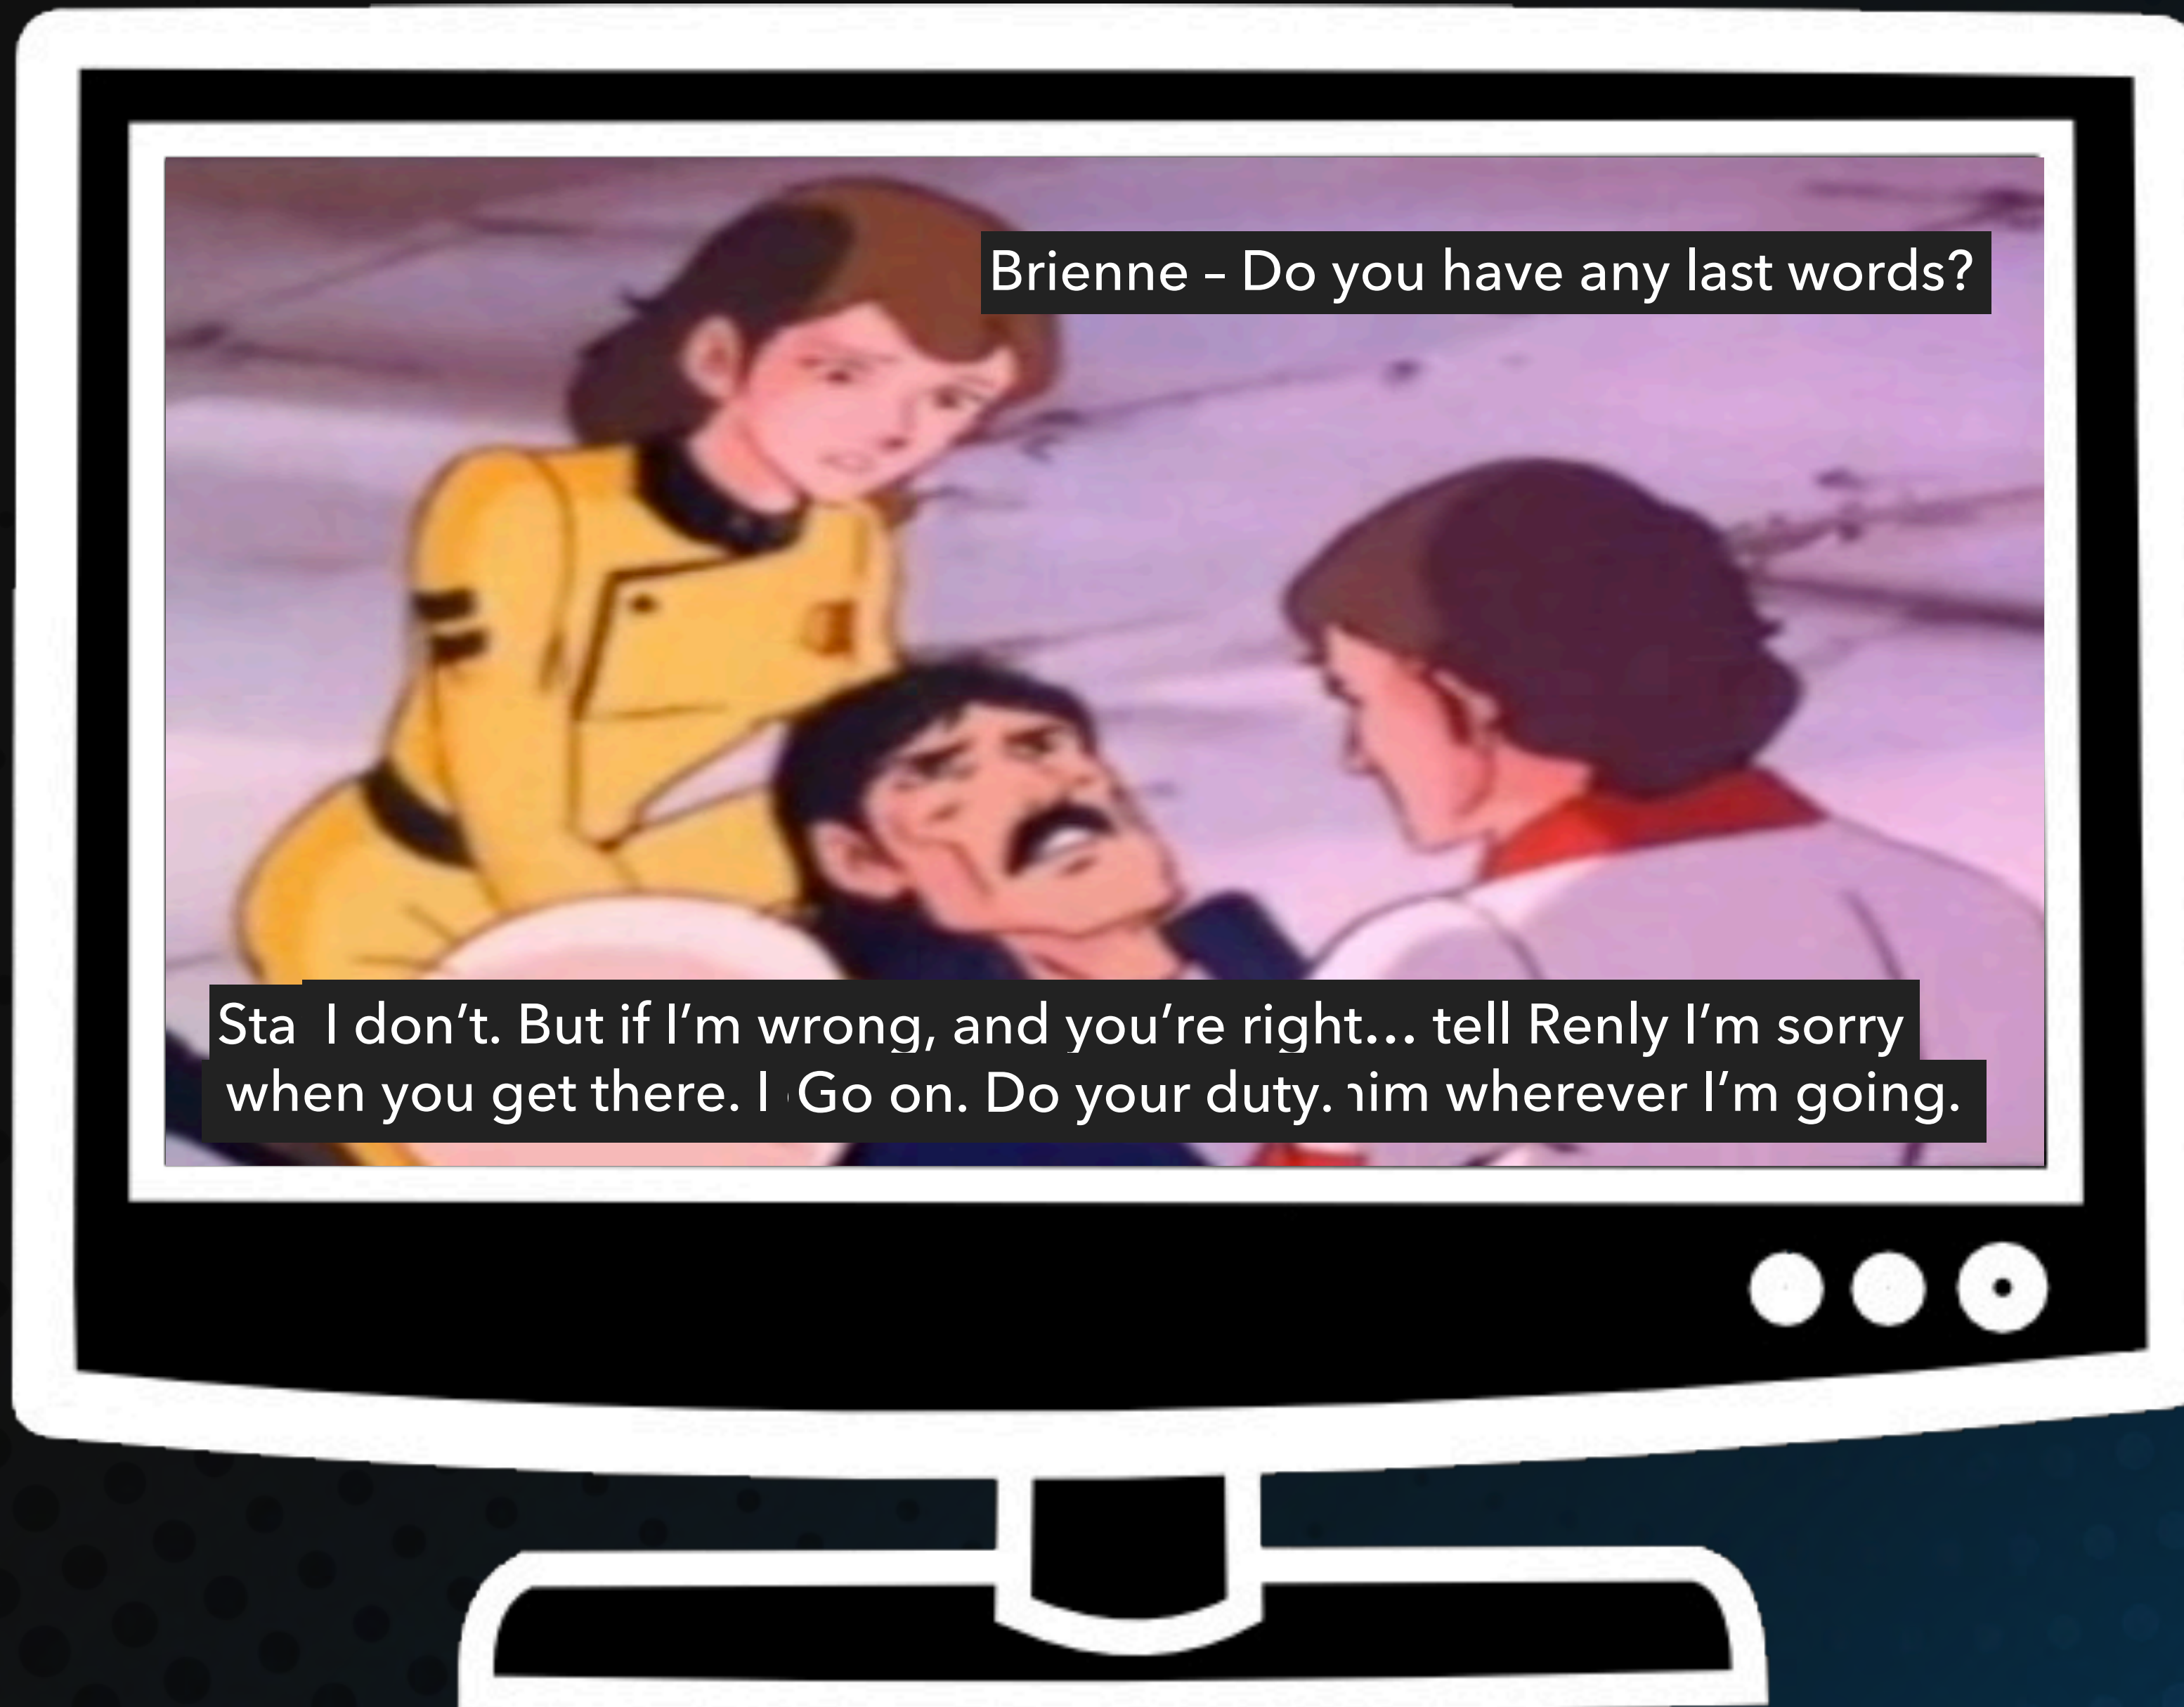 Brienne – Do you have any last words?
Sta I don’t. But if I’m wrong, and you’re right… tell Renly I’m sorry
when you get there. I Go on. Do your duty. him wherever I’m going.